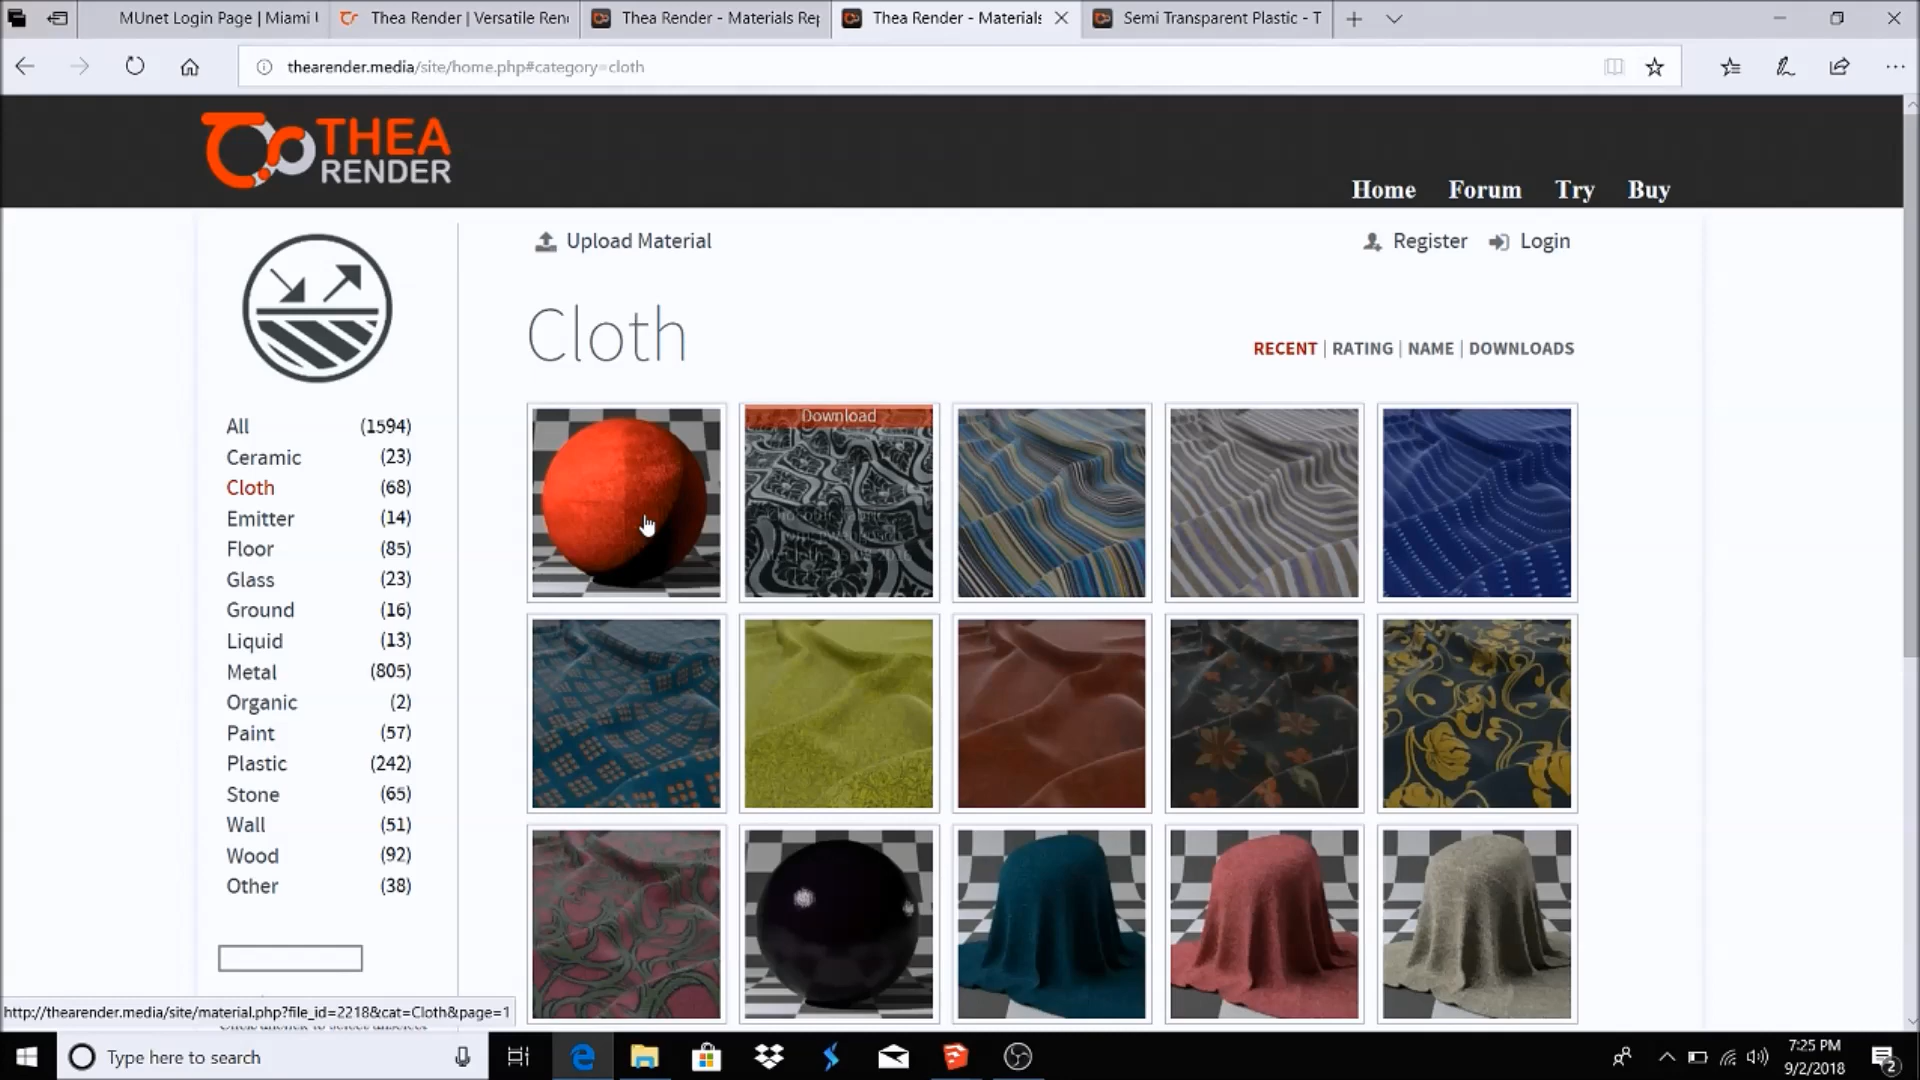 MUnet Login Page | Miami
Thea Render | Versatile Ren
Thea Render - Materials Rep
Thea Render - Materials
Semi Transparent Plastic - T
thearender.media/site/home.php#category=cloth
THEA
RENDER
Home Forum Try Buy
Upload Material
Register Login
Cloth
RECENT | RATING | NAME | DOWNLOADS
All (1594)
Ceramic (23)
Cloth (68)
Emitter (14)
Floor (85)
Glass (23)
Ground (16)
Liquid (13)
Metal (805)
Organic (2)
Paint (57)
Plastic (242)
Stone (65)
Wall (51)
Wood (92)
Other (38)
Download
http://thearender.media/site/material.php?file_id=2218&cat=Cloth&page=1
Type here to search
7:25 PM
9/2/2018
2